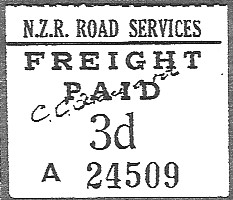 N.Z.R. ROAD SERVICES
FREIGHT
PAID
3d
A 24509